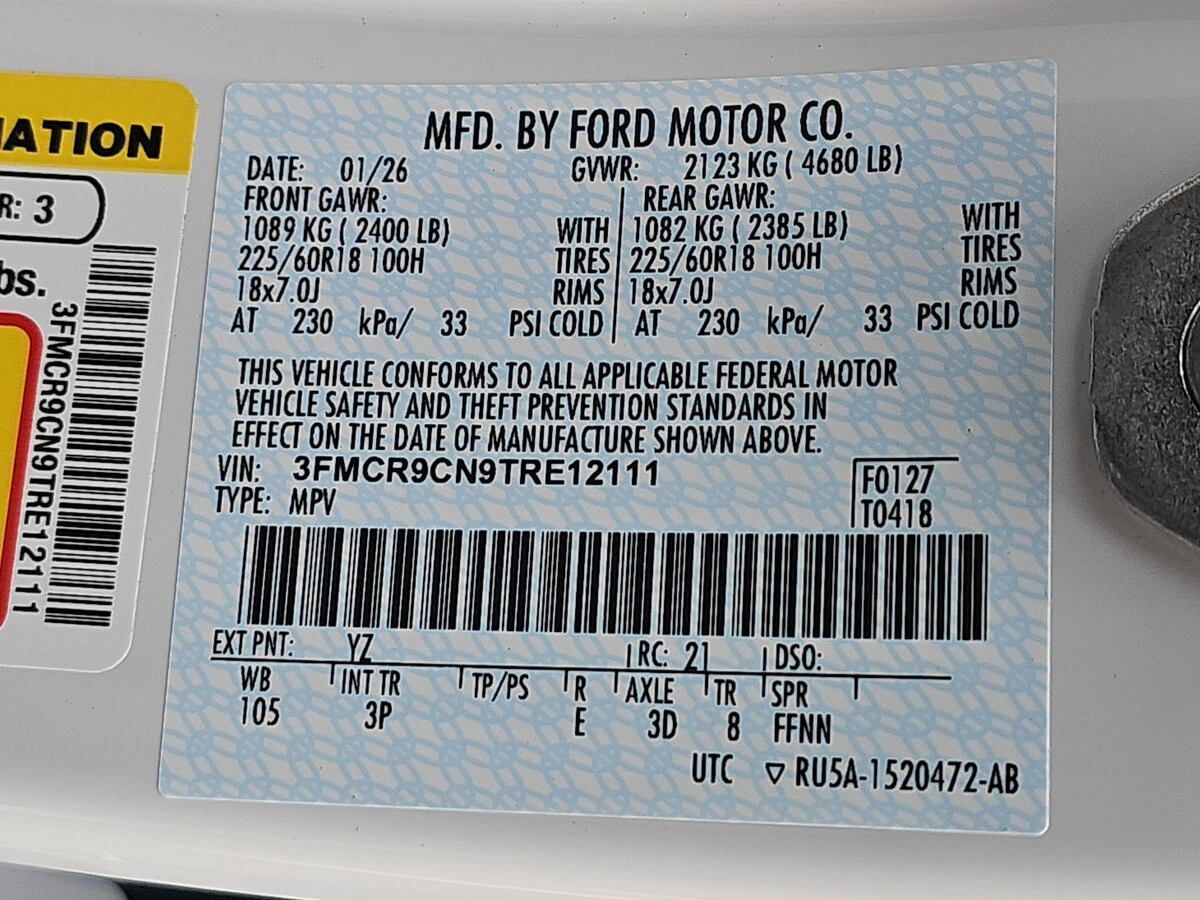 MATION
R: 3
bs.
3FMCR9CN9TRE12111
MFD. BY FORD MOTOR CO.
DATE: 01/26 GVWR: 2123 KG ( 4680 LB)
FRONT GAWR: REAR GAWR:
1089 KG ( 2400 LB) WITH 1082 KG ( 2385 LB) WITH
225/60R18 100H TIRES 225/60R18 100H TIRES
18x7.0J RIMS 18x7.0J RIMS
AT 230 kPa/ 33 PSI COLD AT 230 kPa/ 33 PSI COLD
THIS VEHICLE CONFORMS TO ALL APPLICABLE FEDERAL MOTOR
VEHICLE SAFETY AND THEFT PREVENTION STANDARDS IN
EFFECT ON THE DATE OF MANUFACTURE SHOWN ABOVE.
VIN: 3FMCR9CN9TRE12111 F0127
TYPE: MPV T0418
EXT PNT: YZ RC: 21 DSO:
WB INT TR TP/PS R AXLE TR SPR
105 3P E 3D 8 FFNN
UTC ▽ RU5A-1520472-AB